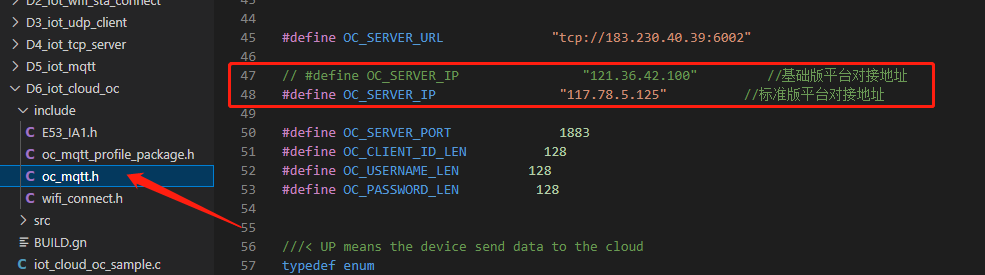 D2_iot_wifi_sta_connect
D3_iot_udp_client
D4_iot_tcp_server
D5_iot_mqtt
D6_iot_cloud_oc
include
C E53_IA1.h
C oc_mqtt_profile_package.h
C oc_mqtt.h
C wifi_connect.h
src
BUILD.gn
C iot_cloud_oc_sample.c
44
45 #define OC_SERVER_URL "tcp://183.230.40.39:6002"
46
47 // #define OC_SERVER_IP "121.36.42.100" //基础版平台对接地址
48 #define OC_SERVER_IP "117.78.5.125" //标准版平台对接地址
49
50 #define OC_SERVER_PORT 1883
51 #define OC_CLIENT_ID_LEN 128
52 #define OC_USERNAME_LEN 128
53 #define OC_PASSWORD_LEN 128
54
55
56 ///< UP means the device send data to the cloud
57 typedef enum